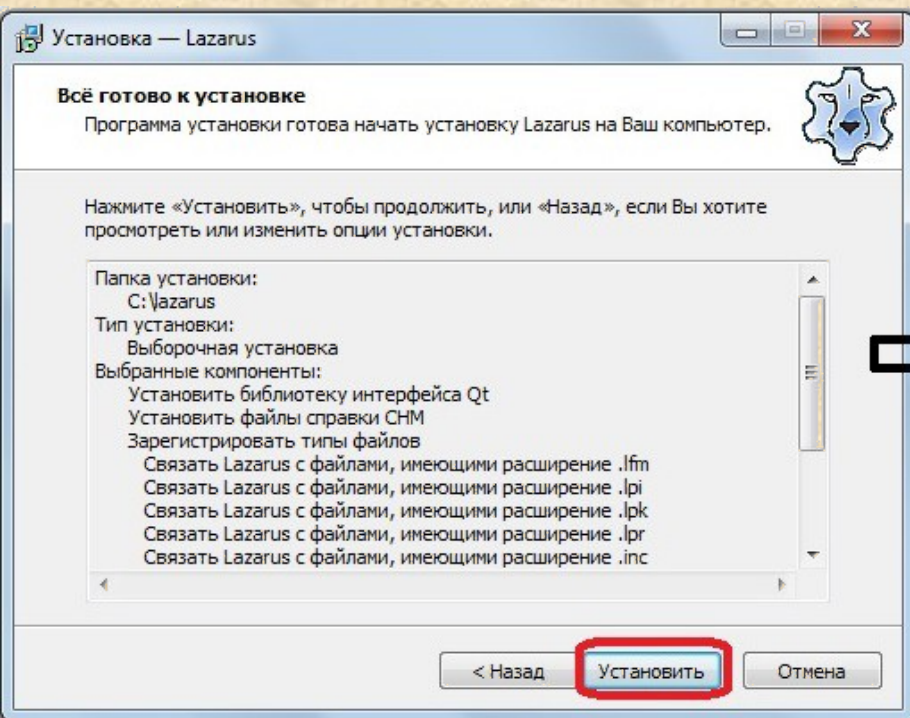 Установка — Lazarus
Всё готово к установке
Программа установки готова начать установку Lazarus на Ваш компьютер.
Нажмите «Установить», чтобы продолжить, или «Назад», если Вы хотите
просмотреть или изменить опции установки.
Папка установки:
C:\lazarus
Тип установки:
Выборочная установка
Выбранные компоненты:
Установить библиотеку интерфейса Qt
Установить файлы справки CHM
Зарегистрировать типы файлов
Связать Lazarus с файлами, имеющими расширение .lfm
Связать Lazarus с файлами, имеющими расширение .lpi
Связать Lazarus с файлами, имеющими расширение .lpk
Связать Lazarus с файлами, имеющими расширение .lpr
Связать Lazarus с файлами, имеющими расширение .inc
< Назад Установить Отмена